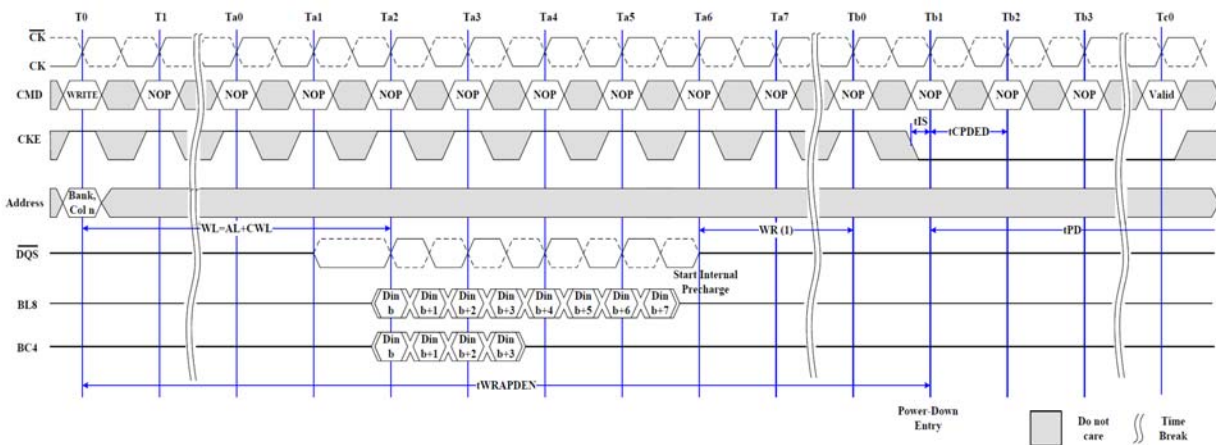 T0 T1 Ta0 Ta1 Ta2 Ta3 Ta4 Ta5 Ta6 Ta7 Tb0 Tb1 Tb2 Tb3 Tc0
CK
CK
CMD WRITE NOP NOP NOP NOP NOP NOP NOP NOP NOP NOP NOP NOP NOP Valid
tIS
tCPDED
CKE
Address Bank,
Col n
WL=AL+CWL WR (1) tPD
DQS
Start Internal
Precharge
BL8 Din b Din b+1 Din b+2 Din b+3 Din b+4 Din b+5 Din b+6 Din b+7
BC4 Din b Din b+1 Din b+2 Din b+3
tWRAPDEN
Power-Down
Entry
Do not
care
Time
Break